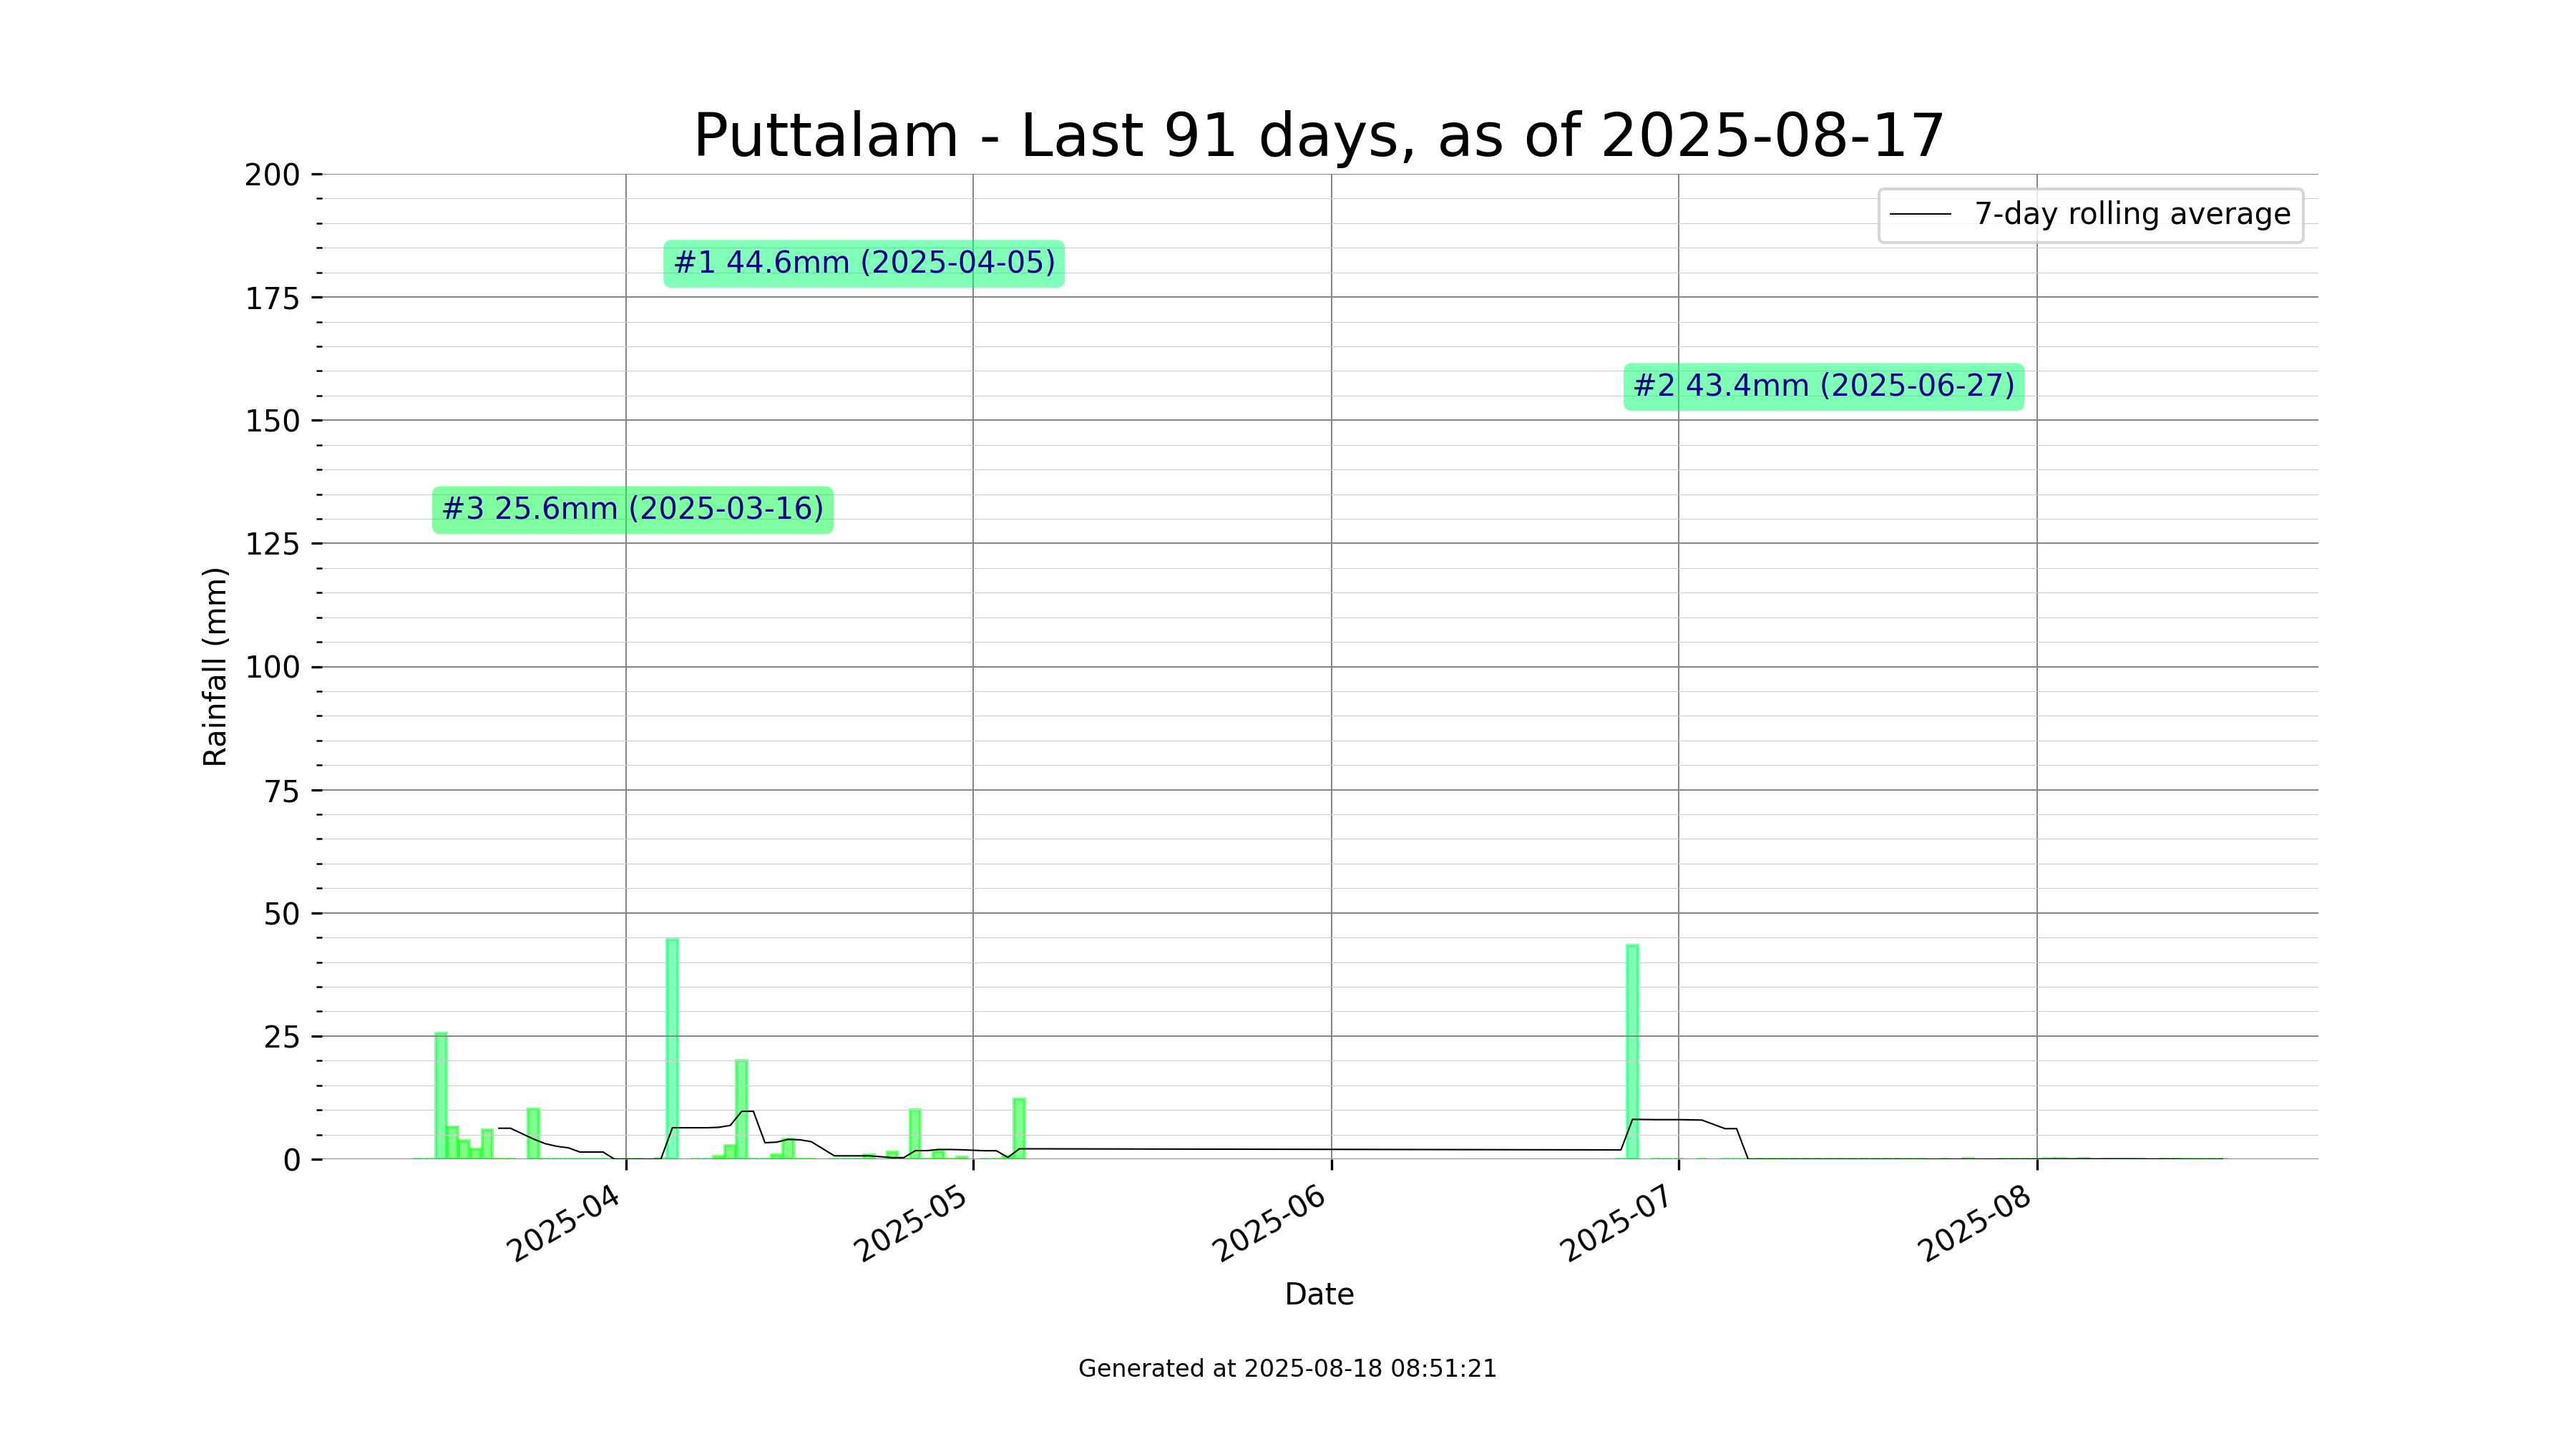 Puttalam - Last 91 days, as of 2025-08-17
7-day rolling average
#1 44.6mm (2025-04-05)
#2 43.4mm (2025-06-27)
#3 25.6mm (2025-03-16)
Rainfall (mm)
200
175
150
125
100
75
50
25
0
2025-04
2025-05
2025-06
2025-07
2025-08
Date
Generated at 2025-08-18 08:51:21